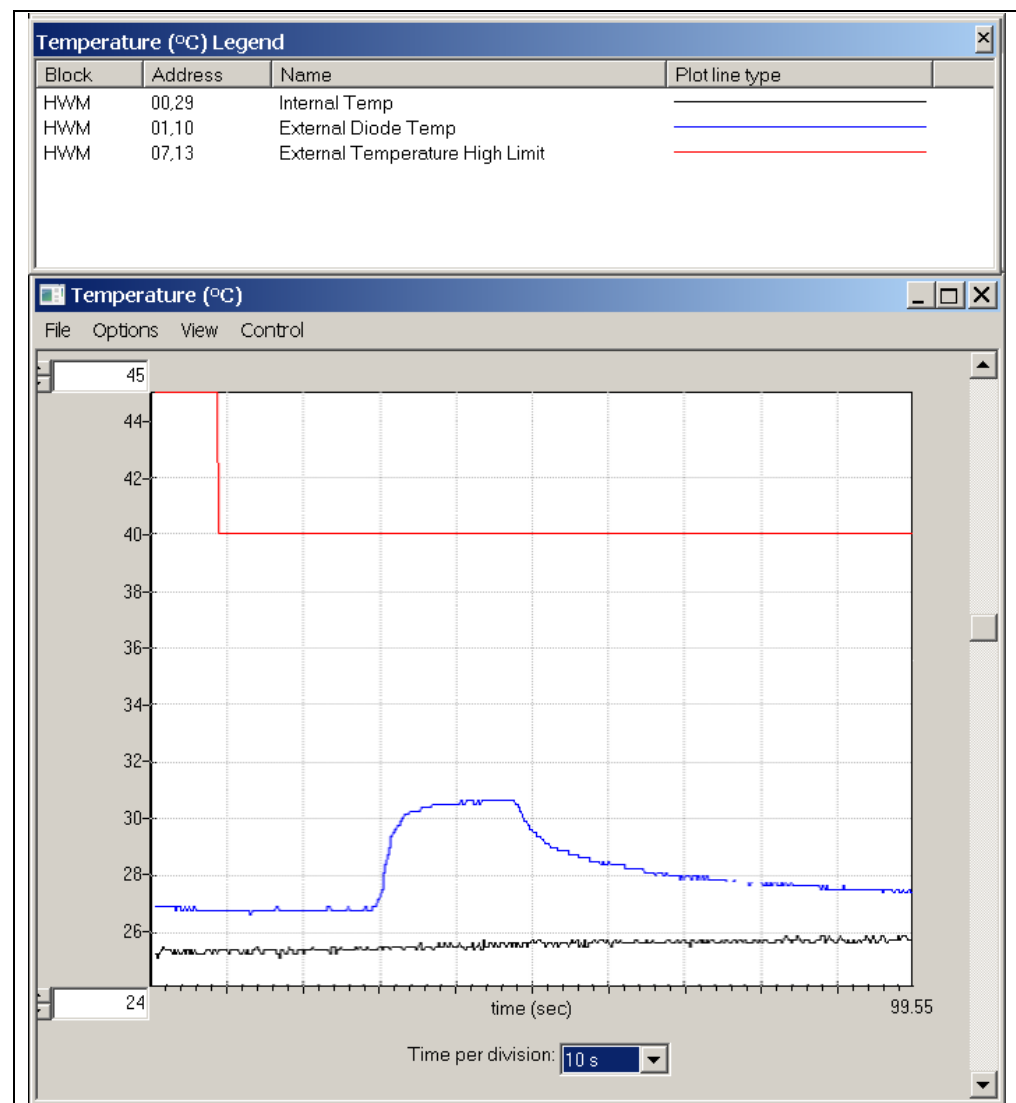 Temperature (ºC) Legend
Block Address Name Plot line type
HWM 00,29 Internal Temp
HWM 01,10 External Diode Temp
HWM 07,13 External Temperature High Limit
Temperature (ºC)
File Options View Control
45
44
42
40
38
36
34
32
30
28
26
24
time (sec) 99.55
Time per division: 10 s